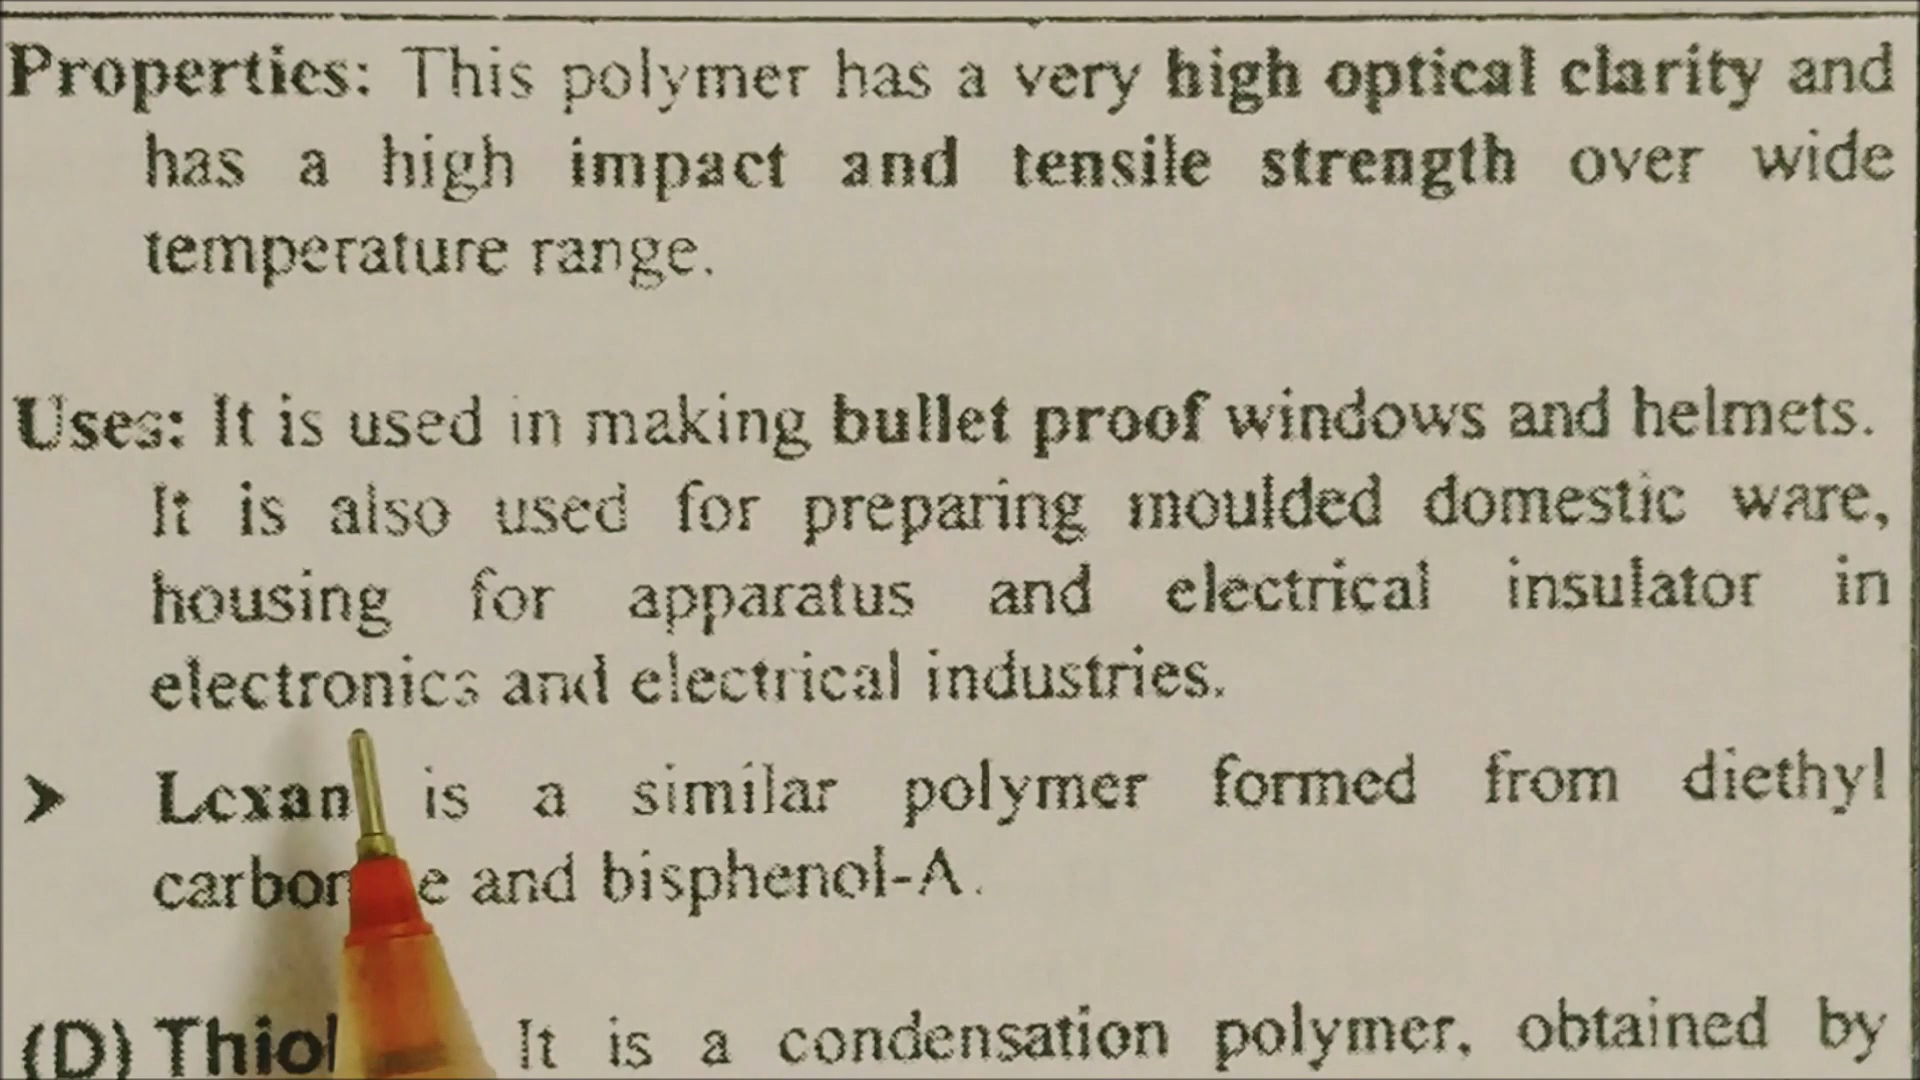 Properties: This polymer has a very high optical clarity and
has a high impact and tensile strength over wide
temperature range.
Uses: It is used in making bullet proof windows and helmets.
It is also used for preparing moulded domestic ware,
housing for apparatus and electrical insulator in
electronics and electrical industries.
➤ Lexan is a similar polymer formed from diethyl
and bisphenol-A.
(D) It is a condensation polymer, obtained by